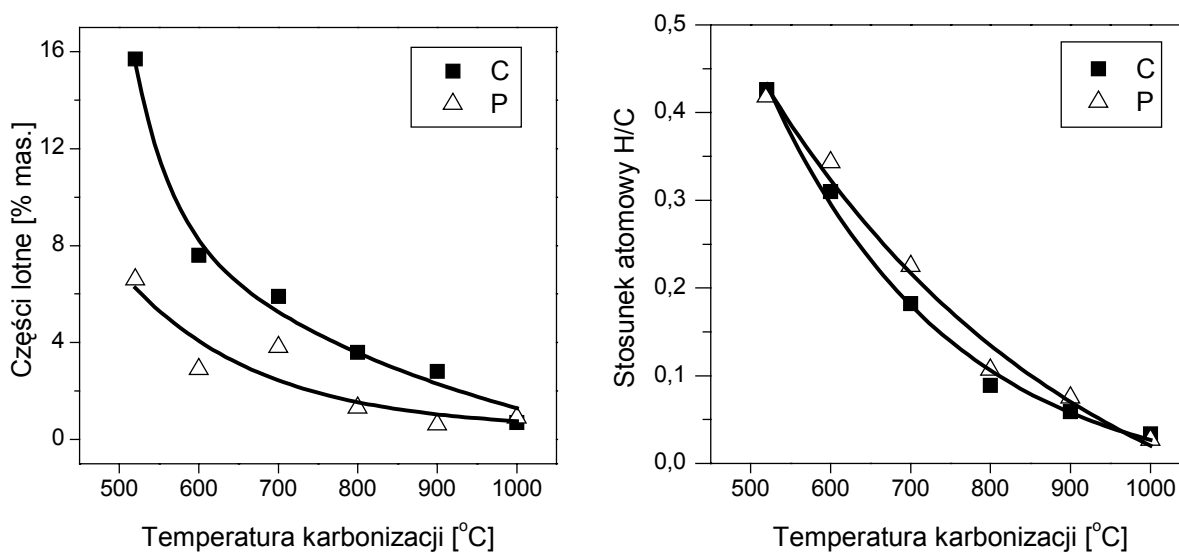 Części lotne [% mas.]
16
12
8
4
0
C
P
500 600 700 800 900 1000
Temperatura karbonizacji [°C]
Stosunek atomowy H/C
0,5
0,4
0,3
0,2
0,1
0,0
C
P
500 600 700 800 900 1000
Temperatura karbonizacji [°C]